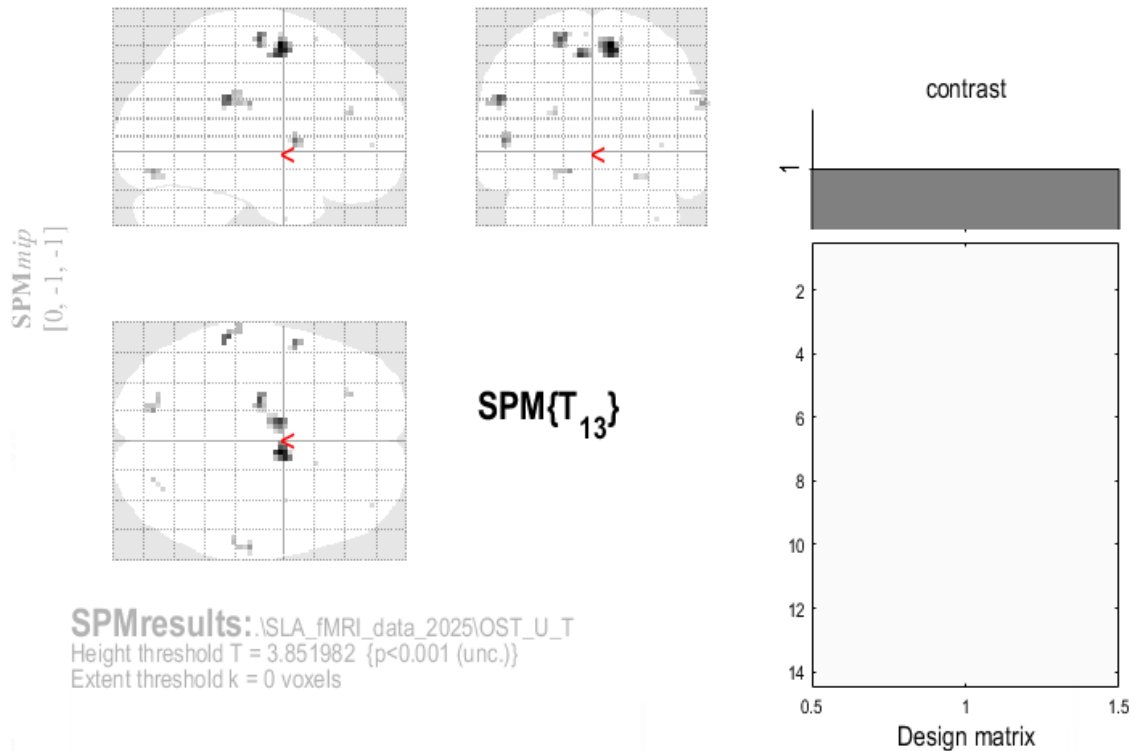 contrast
1
SPMmip
[0, -1, -1]
<
<
<
SPM{T13}
2
4
6
8
10
12
14
0.5
1
1.5
Design matrix
SPMresults: .\SLA_fMRI_data_2025\OST_U_T
Height threshold T = 3.851982 {p<0.001 (unc.)}
Extent threshold k = 0 voxels